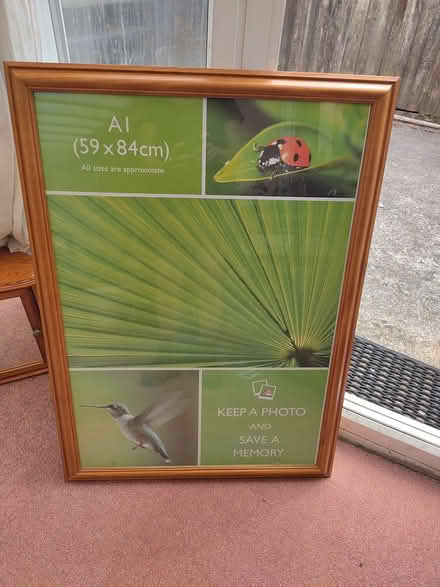 A1
(59 x 84cm)
All sizes are approximate
KEEP A PHOTO
AND
SAVE A
MEMORY